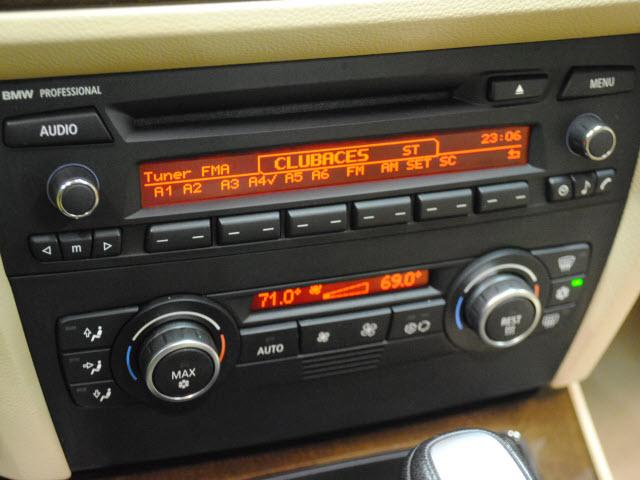 BMW PROFESSIONAL
MENU
AUDIO
Tuner FMA CLUBACES ST 23:06
A1 A2 A3 A4✓ A5 A6 FM AM SET SC
m
71.0° 69.0°
AUTO
MAX
REST